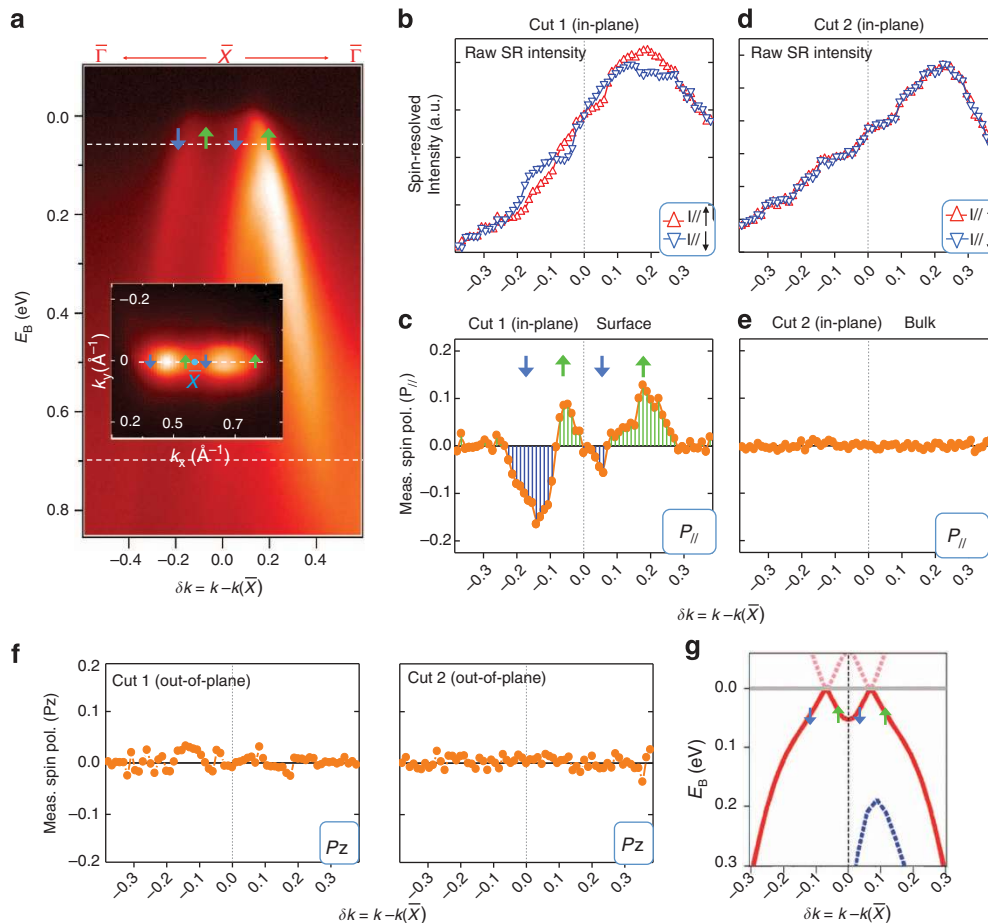 a
Γ̄ X̄ Γ̄
0.0
0.2
0.4
0.6
0.8
E_B (eV)
−0.2
0
0.2
k_y (Å⁻¹)
X̄
0.5 0.7
k_x (Å⁻¹)
−0.4 −0.2 0.0 0.2 0.4
δk = k−k(X̄)
b
Cut 1 (in-plane)
Raw SR intensity
Spin-resolved
Intensity (a.u.)
I// ↑
I// ↓
−0.3 −0.2 −0.1 0.0 0.1 0.2 0.3
d
Cut 2 (in-plane)
Raw SR intensity
I//
I//
−0.3 −0.2 −0.1 0.0 0.1 0.2 0.3
c
Cut 1 (in-plane) Surface
Meas. spin pol. (P//)
0.2
0.1
0.0
−0.1
−0.2
P//
−0.3 −0.2 −0.1 0.0 0.1 0.2 0.3
e
Cut 2 (in-plane) Bulk
P//
−0.3 −0.2 −0.1 0.0 0.1 0.2 0.3
δk = k−k(X̄)
f
Cut 1 (out-of-plane)
Meas. spin pol. (Pz)
0.2
0.1
0.0
−0.1
−0.2
Pz
−0.3 −0.2 −0.1 0.0 0.1 0.2 0.3
Cut 2 (out-of-plane)
Pz
−0.3 −0.2 −0.1 0.0 0.1 0.2 0.3
δk = k−k(X̄)
g
E_B (eV)
0.0
0.1
0.2
0.3
−0.3 −0.2 −0.1 0.0 0.1 0.2 0.3
δk = k−k(X̄)